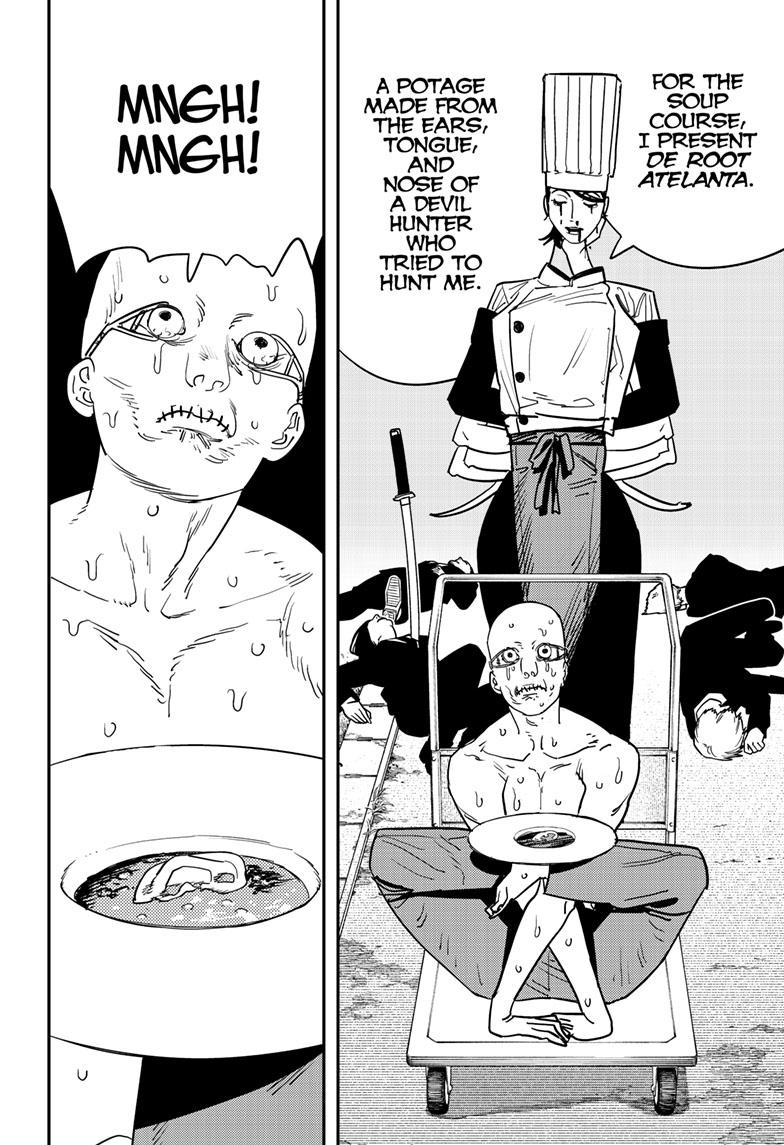 FOR THE
SOUP
COURSE,
I PRESENT
DE ROOT
ATELANTA.
A POTAGE
MADE FROM
THE EARS,
TONGUE,
AND
NOSE OF
A DEVIL
HUNTER
WHO
TRIED TO
HUNT ME.
MNGH!
MNGH!